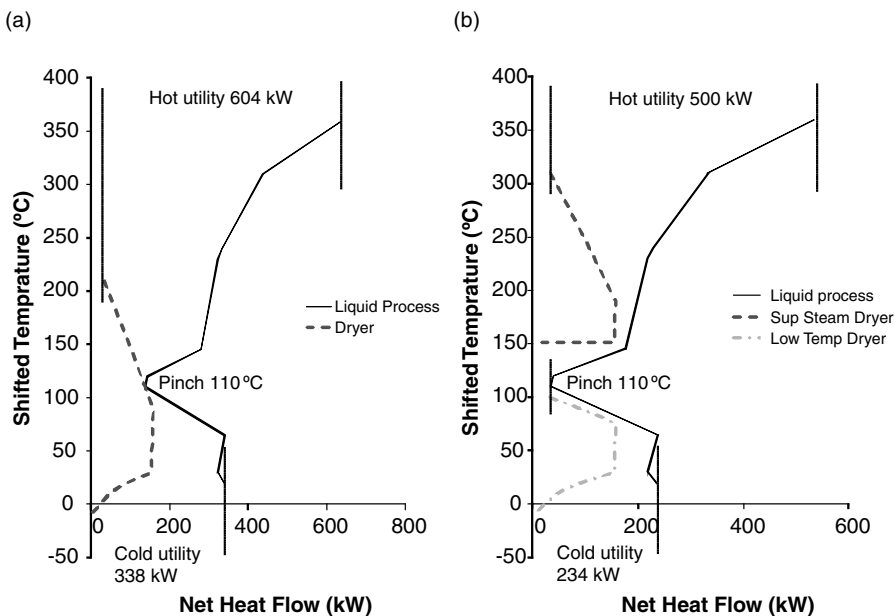 (a)
400
350
300
250
200
150
100
50
0
-50
Shifted Temprature (ºC)
Hot utility 604 kW
Liquid Process
Dryer
Pinch 110 ºC
0 200 400 600 800
Cold utility
338 kW
Net Heat Flow (kW)
(b)
400
350
300
250
200
150
100
50
0
-50
Shifted Temprature (ºC)
Hot utility 500 kW
Liquid process
Sup Steam Dryer
Low Temp Dryer
Pinch 110ºC
0 200 400 600
Cold utility
234 kW
Net Heat Flow (kW)